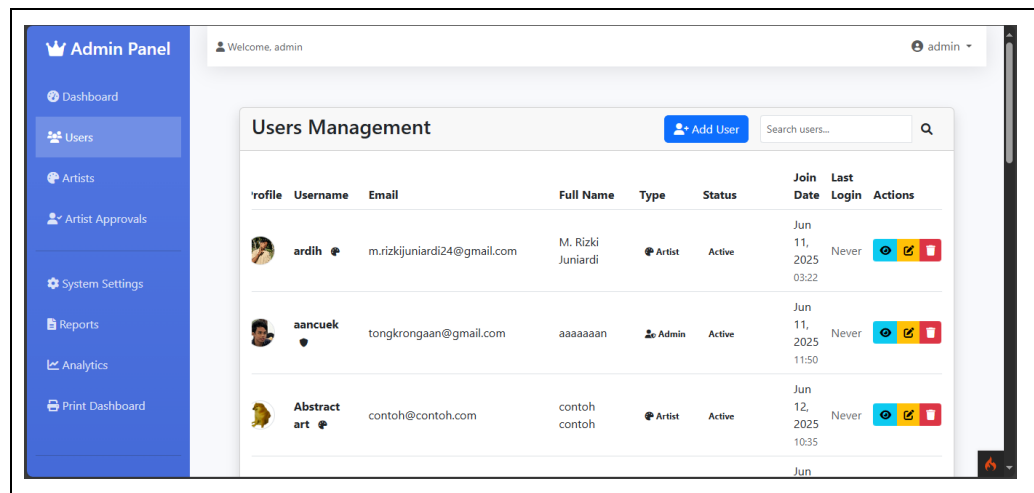 Admin Panel
Welcome, admin
admin
Dashboard
Users
Artists
Artist Approvals
System Settings
Reports
Analytics
Print Dashboard
Users Management
Add User
Search users...
rofile Username Email Full Name Type Status Join Date Last Login Actions
ardih m.rizkijuniardi24@gmail.com M. Rizki Juniardi Artist Active Jun 11, 2025 03:22 Never
aancuek tongkrongaan@gmail.com aaaaaaan Admin Active Jun 11, 2025 11:50 Never
Abstract art contoh@contoh.com contoh contoh Artist Active Jun 12, 2025 10:35 Never
Jun